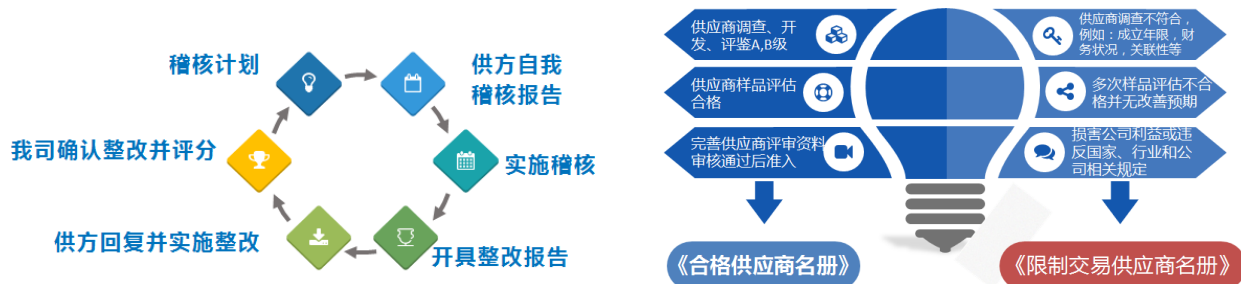 稽核计划
供方自我
稽核报告
实施稽核
开具整改报告
供方回复并实施整改
我司确认整改并评分
供应商调查、开
发、评鉴A,B级
供应商样品评估
合格
完善供应商评审资料
审核通过后准入
《合格供应商名册》
供应商调查不符合，
例如：成立年限，财
务状况，关联性等
多次样品评估不合
格并无改善预期
损害公司利益或违
反国家、行业和公
司相关规定
《限制交易供应商名册》